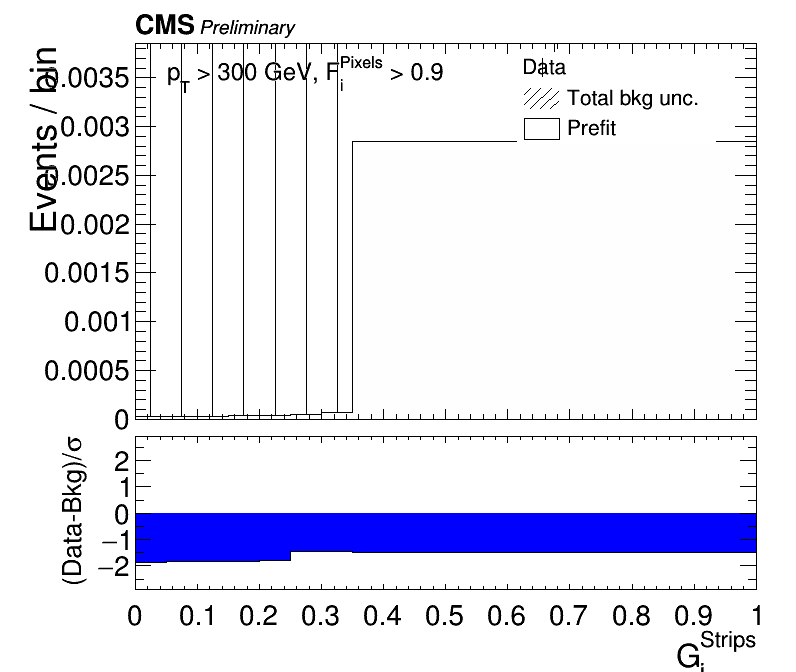 CMS Preliminary
Events / bin
p_T > 300 GeV, F_i^Pixels > 0.9
Data
Total bkg unc.
Prefit
0.0035
0.003
0.0025
0.002
0.0015
0.001
0.0005
0
(Data-Bkg)/σ
2
1
0
−1
−2
0 0.1 0.2 0.3 0.4 0.5 0.6 0.7 0.8 0.9 1
G_i^Strips